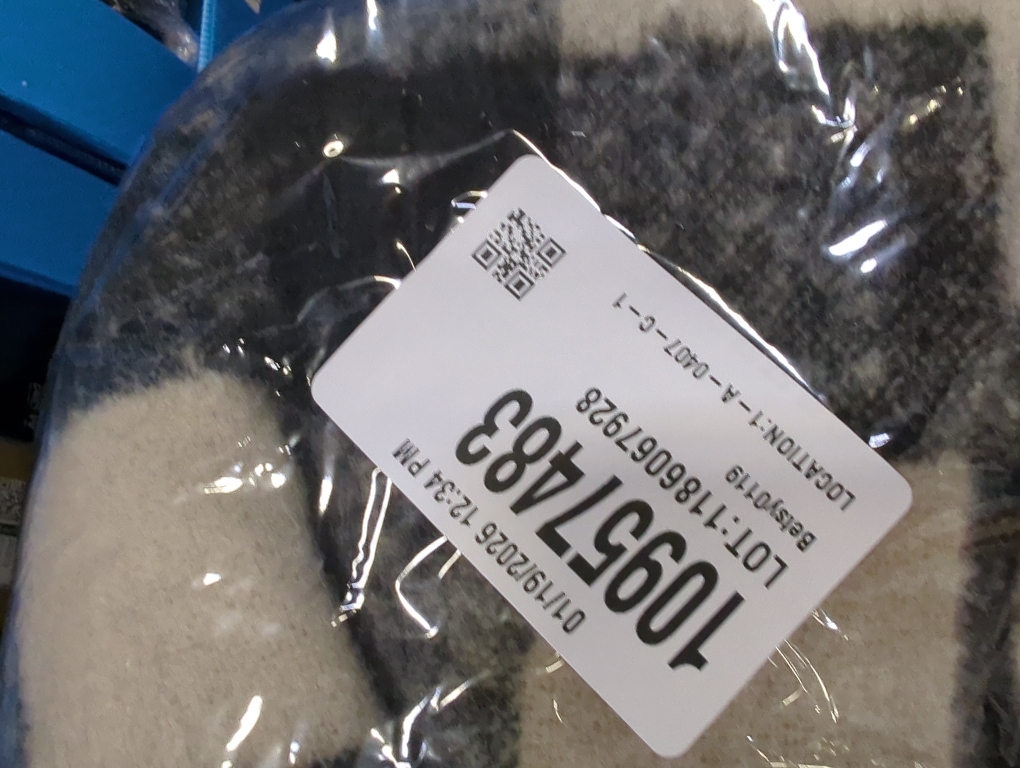 01/19/2026 12:34 PM
10957483
LOT:1186067928
Betsy0119
LOCATION:1-A-0407-C-1